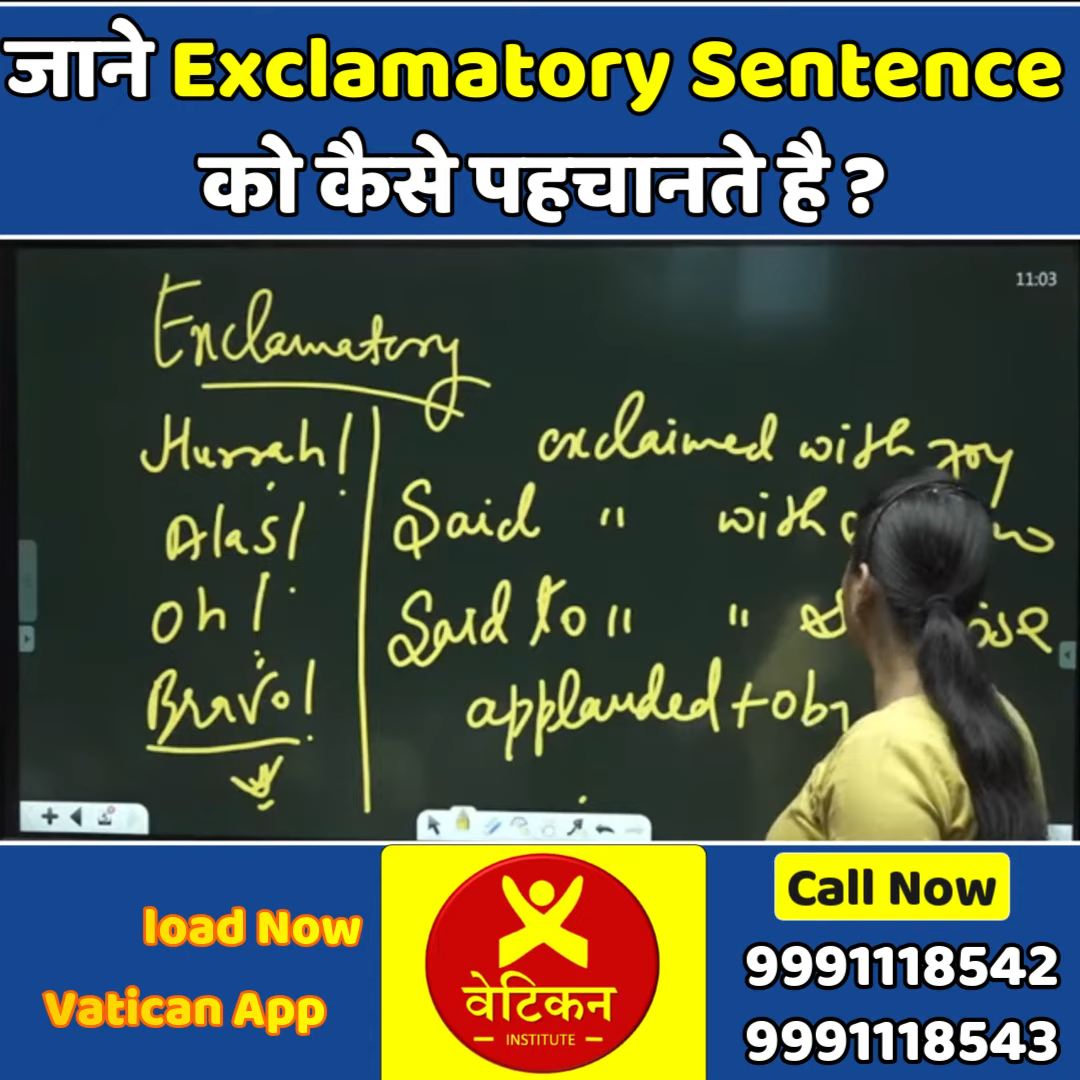 जाने Exclamatory Sentence
को कैसे पहचानते है ?
11:03
Exclamatory
Hurrah! exclaimed with joy
Alas! Said " with
Oh! Said to " "
Bravo! applauded + obj
load Now
Vatican App
वेटिकन
INSTITUTE
Call Now
9991118542
9991118543